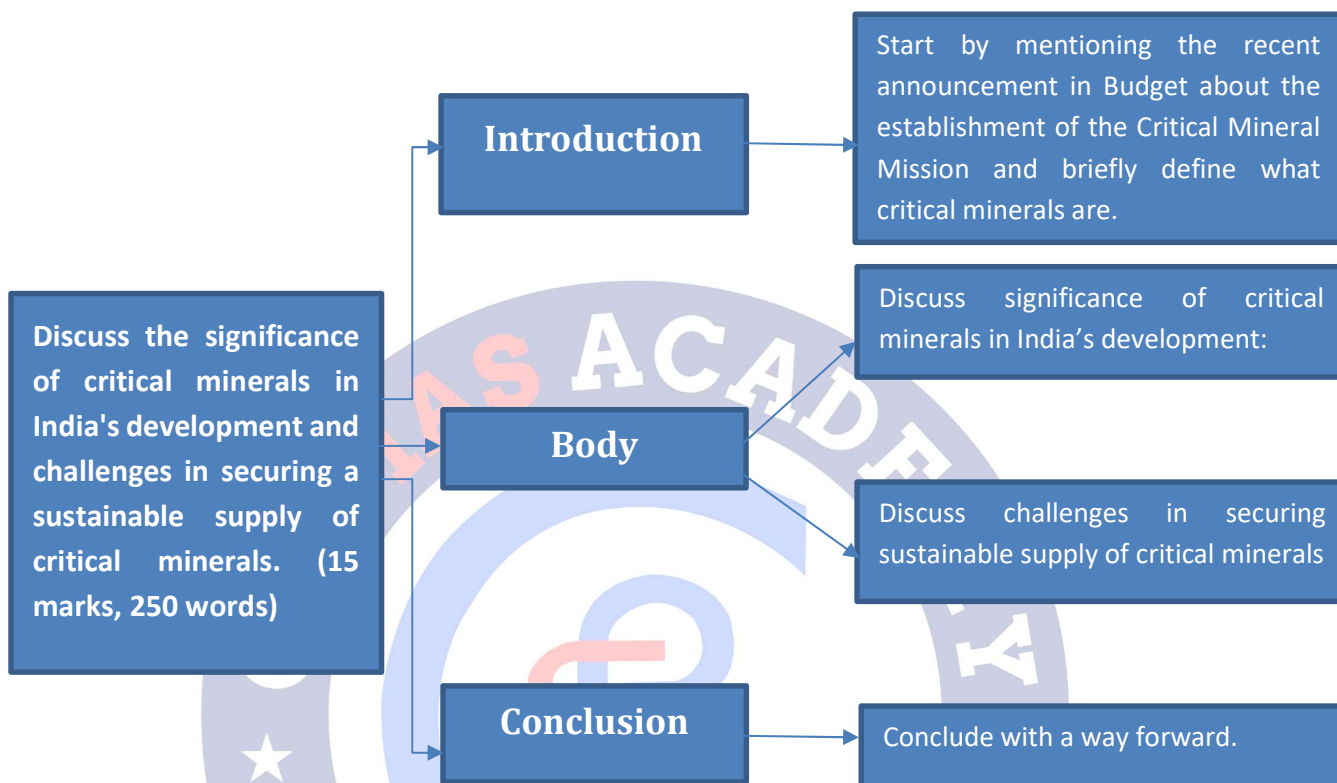 Discuss the significance
of critical minerals in
India's development and
challenges in securing a
sustainable supply of
critical minerals. (15
marks, 250 words)
Introduction
Start by mentioning the recent
announcement in Budget about the
establishment of the Critical Mineral
Mission and briefly define what
critical minerals are.
Body
Discuss significance of critical
minerals in India’s development:
Discuss challenges in securing
sustainable supply of critical minerals
Conclusion
Conclude with a way forward.
AS ACADE
Y